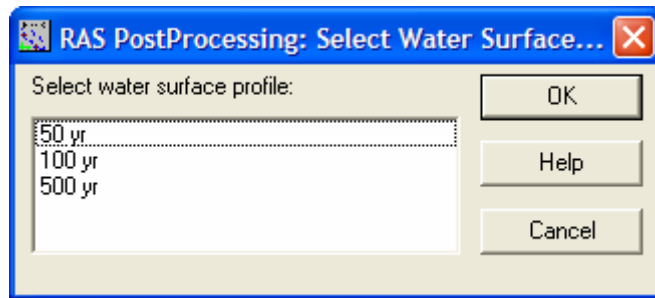 RAS PostProcessing: Select Water Surface...
Select water surface profile:
50 yr
100 yr
500 yr
OK
Help
Cancel